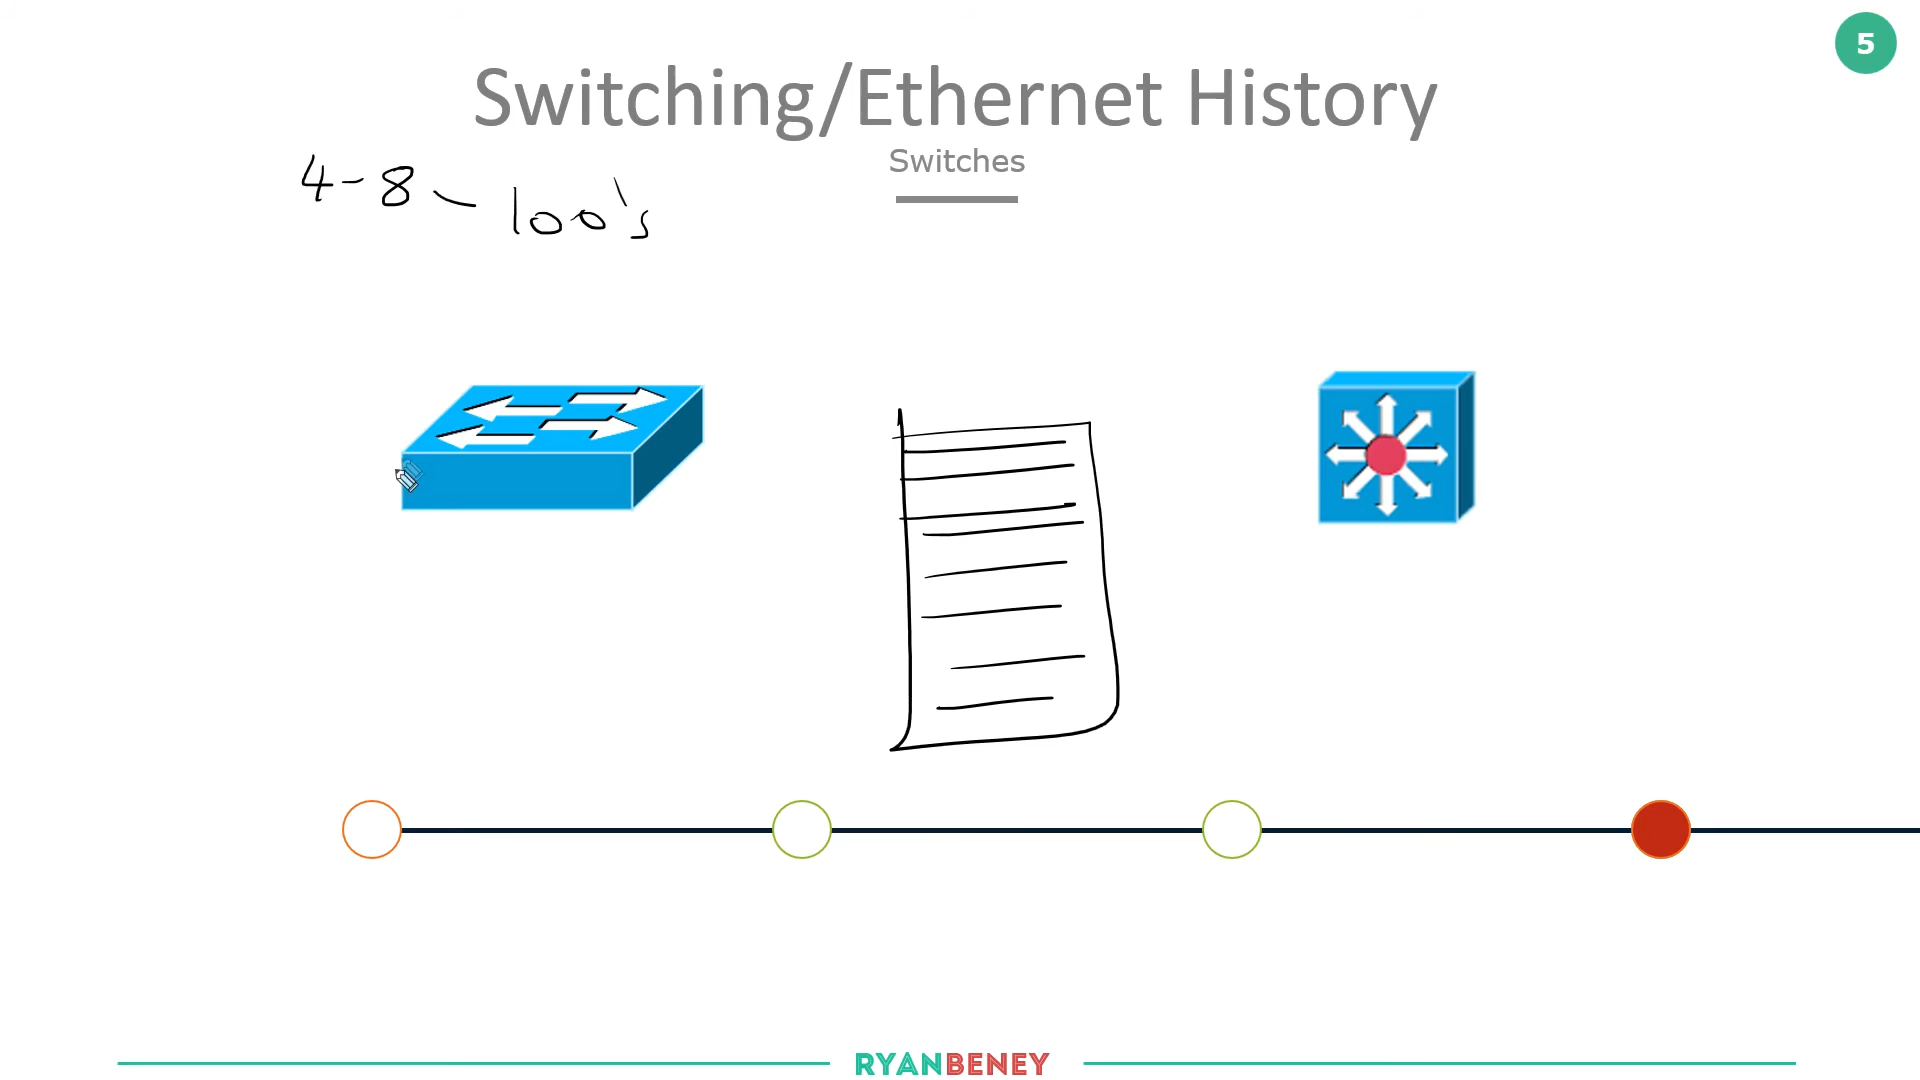 5
Switching/Ethernet History
Switches
4-8 - 100's
RYANBENEY